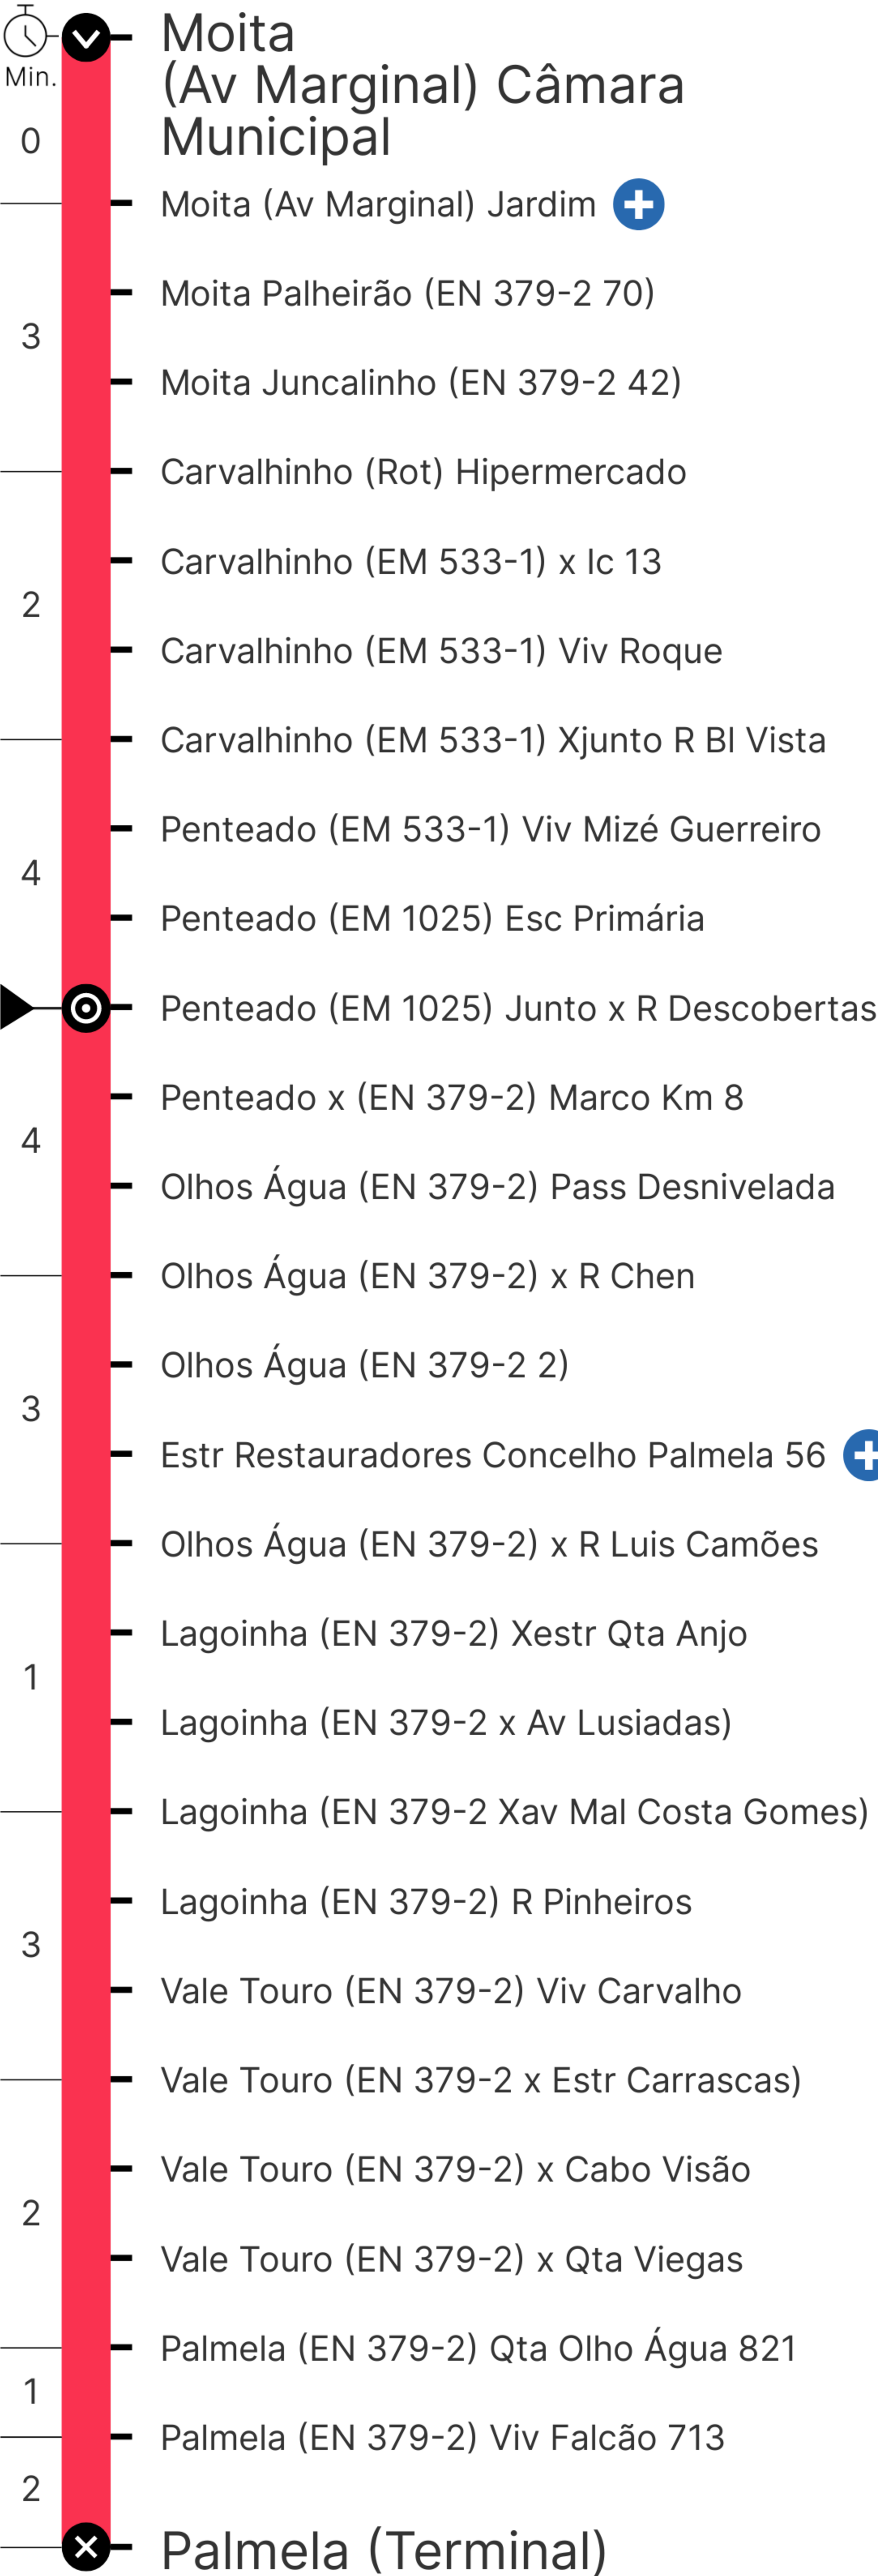 Moita
Min.
(Av Marginal) Câmara
Municipal
0
Moita (Av Marginal) Jardim
Moita Palheirão (EN 379-2 70)
3
Moita Juncalinho (EN 379-2 42)
Carvalhinho (Rot) Hipermercado
Carvalhinho (EM 533-1) x Ic 13
2
Carvalhinho (EM 533-1) Viv Roque
Carvalhinho (EM 533-1) Xjunto R Bl Vista
Penteado (EM 533-1) Viv Mizé Guerreiro
4
Penteado (EM 1025) Esc Primária
Penteado (EM 1025) Junto x R Descobertas
Penteado x (EN 379-2) Marco Km 8
4
Olhos Água (EN 379-2) Pass Desnivelada
Olhos Água (EN 379-2) x R Chen
Olhos Água (EN 379-2 2)
3
Estr Restauradores Concelho Palmela 56
Olhos Água (EN 379-2) x R Luis Camões
Lagoinha (EN 379-2) Xestr Qta Anjo
1
Lagoinha (EN 379-2 x Av Lusiadas)
Lagoinha (EN 379-2 Xav Mal Costa Gomes)
Lagoinha (EN 379-2) R Pinheiros
3
Vale Touro (EN 379-2) Viv Carvalho
Vale Touro (EN 379-2 x Estr Carrascas)
Vale Touro (EN 379-2) x Cabo Visão
2
Vale Touro (EN 379-2) x Qta Viegas
Palmela (EN 379-2) Qta Olho Água 821
1
Palmela (EN 379-2) Viv Falcão 713
2
Palmela (Terminal)